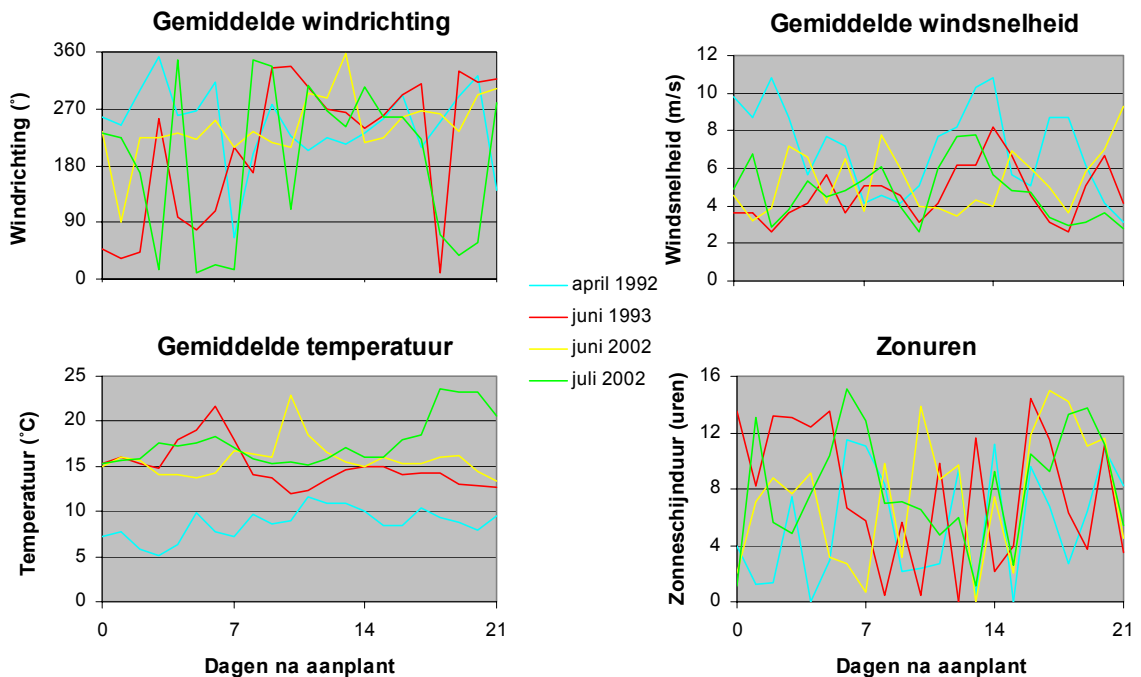 Gemiddelde windrichting
Windrichting (°)
360
270
180
90
0
Gemiddelde windsnelheid
Windsnelheid (m/s)
12
10
8
6
4
2
0
april 1992
juni 1993
juni 2002
juli 2002
Gemiddelde temperatuur
Temperatuur (°C)
25
20
15
10
5
0
0 7 14 21
Dagen na aanplant
Zonuren
Zonneschijnduur (uren)
16
12
8
4
0
0 7 14 21
Dagen na aanplant